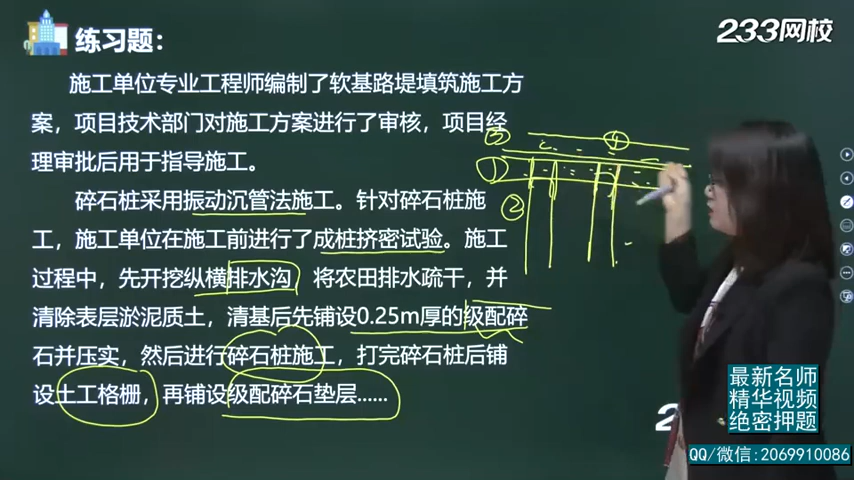 练习题：
233网校
施工单位专业工程师编制了软基路堤填筑施工方
案，项目技术部门对施工方案进行了审核，项目经
理审批后用于指导施工。
碎石桩采用振动沉管法施工。针对碎石桩施
工，施工单位在施工前进行了成桩挤密试验。施工
过程中，先开挖纵横排水沟 将农田排水疏干，并
清除表层淤泥质土，清基后先铺设0.25m厚的级配碎
石并压实，然后进行碎石桩施工，打完碎石桩后铺
设土工格栅，再铺设级配碎石垫层......
③
④
①
②
2
最新名师
精华视频
绝密押题
QQ/微信:2069910086